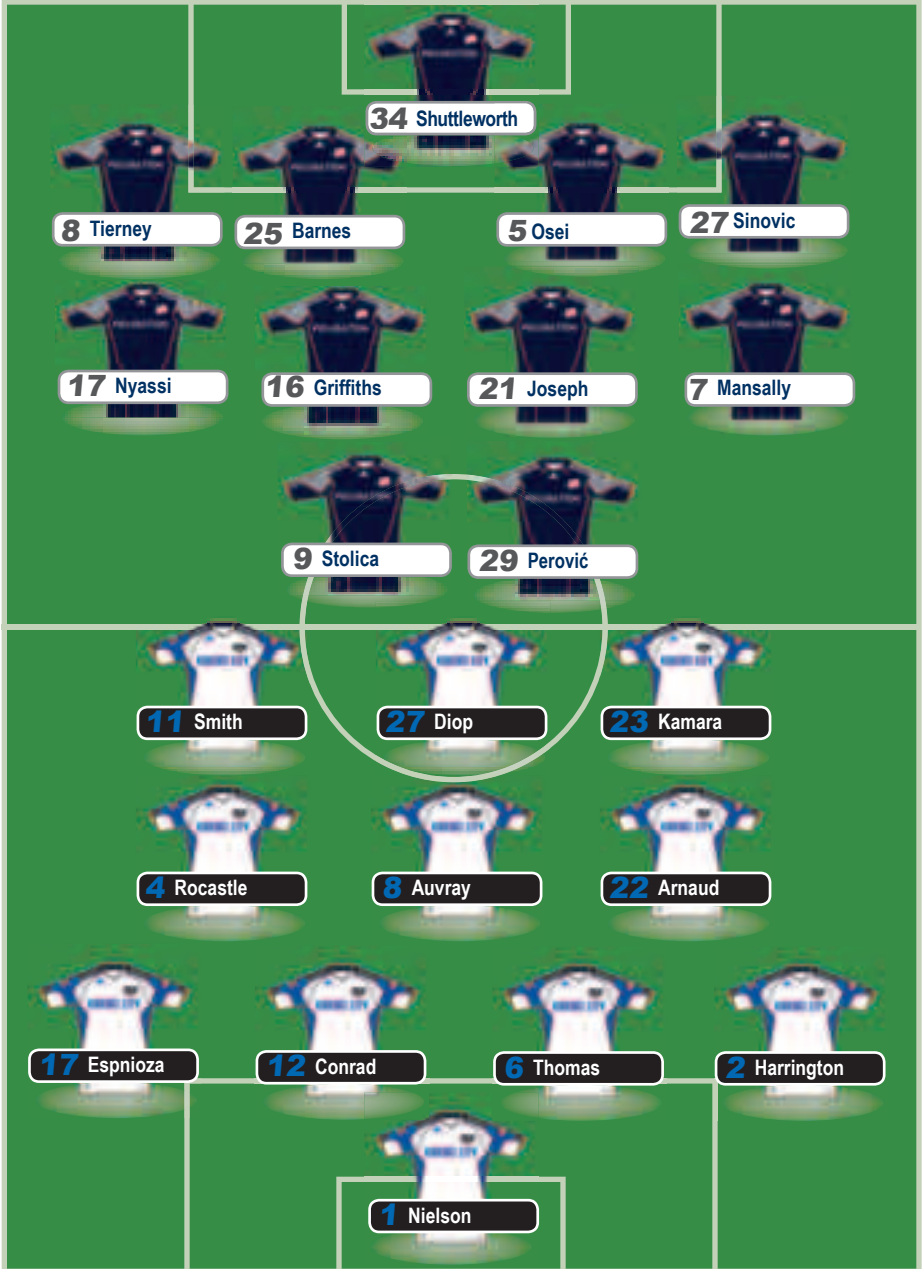 34 Shuttleworth
8 Tierney
25 Barnes
5 Osei
27 Sinovic
17 Nyassi
16 Griffiths
21 Joseph
7 Mansally
9 Stolica
29 Perović
11 Smith
27 Diop
23 Kamara
4 Rocastle
8 Auvray
22 Arnaud
17 Espnioza
12 Conrad
6 Thomas
2 Harrington
1 Nielson